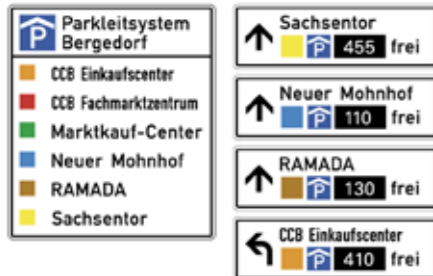 P Parkleitsystem
Bergedorf
CCB Einkaufscenter
CCB Fachmarktzentrum
Marktkauf-Center
Neuer Mohnhof
RAMADA
Sachsentor
Sachsentor
P 455 frei
Neuer Mohnhof
P 110 frei
RAMADA
P 130 frei
CCB Einkaufscenter
P 410 frei